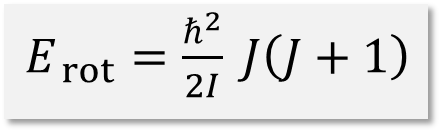 E_rot = ħ²/2I J(J + 1)